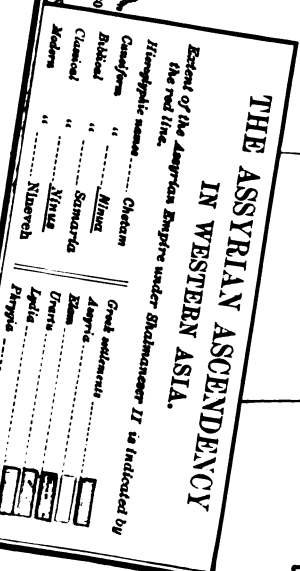 THE ASSYRIAN ASCENDENCY
IN WESTERN ASIA.
Extent of the Assyrian Empire under Shalmaneser II is indicated by
the red line.
Hieroglyphic names ........ Chetam
Cuneiform " ........ Ninua
Biblical " ........ Samaria
Classical " ........ Ninus
Modern " ........ Nineveh
Greek settlements
Assyria
Elam
Urartu
Lydia
Phrygia